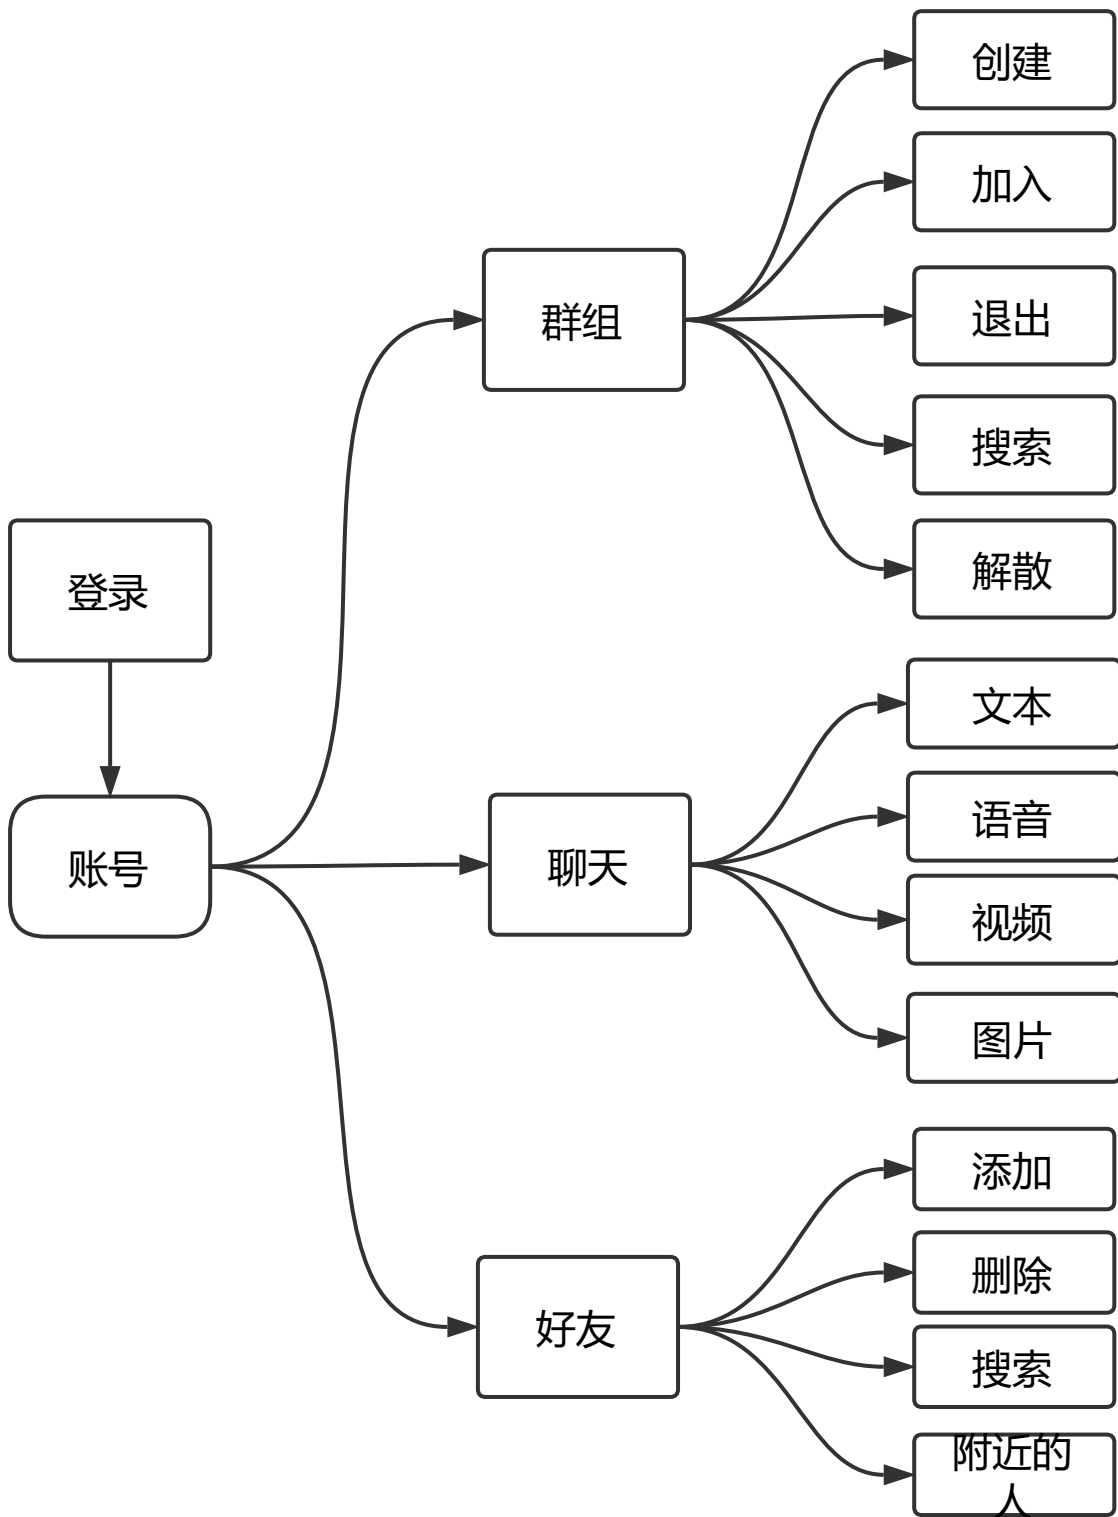 登录
账号
群组
创建
加入
退出
搜索
解散
聊天
文本
语音
视频
图片
好友
添加
删除
搜索
附近的
人